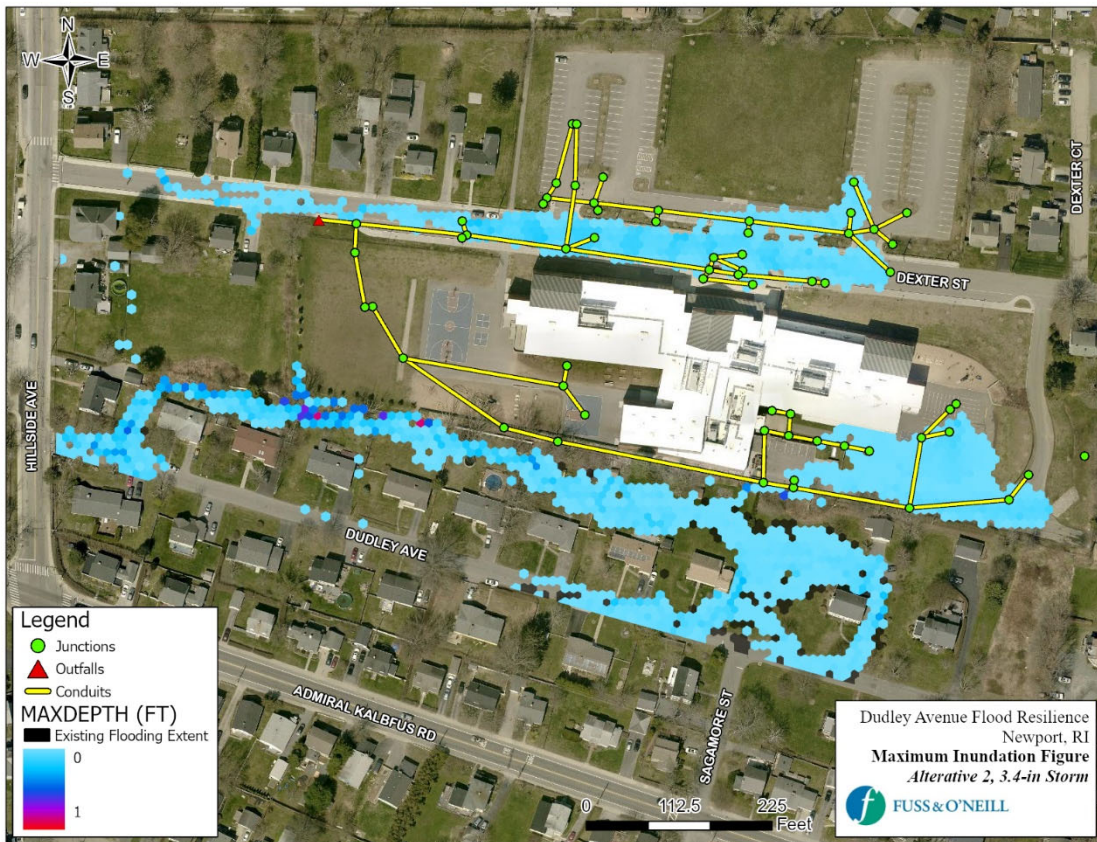 N
W E
S
DEXTER CT
DEXTER ST
HILLSIDE AVE
DUDLEY AVE
ADMIRAL KALBFUS RD
SAGAMORE ST
Legend
Junctions
Outfalls
Conduits
MAXDEPTH (FT)
Existing Flooding Extent
0
1
0 112.5 225
Feet
Dudley Avenue Flood Resilience
Newport, RI
Maximum Inundation Figure
Alterative 2, 3.4-in Storm
f FUSS & O'NEILL